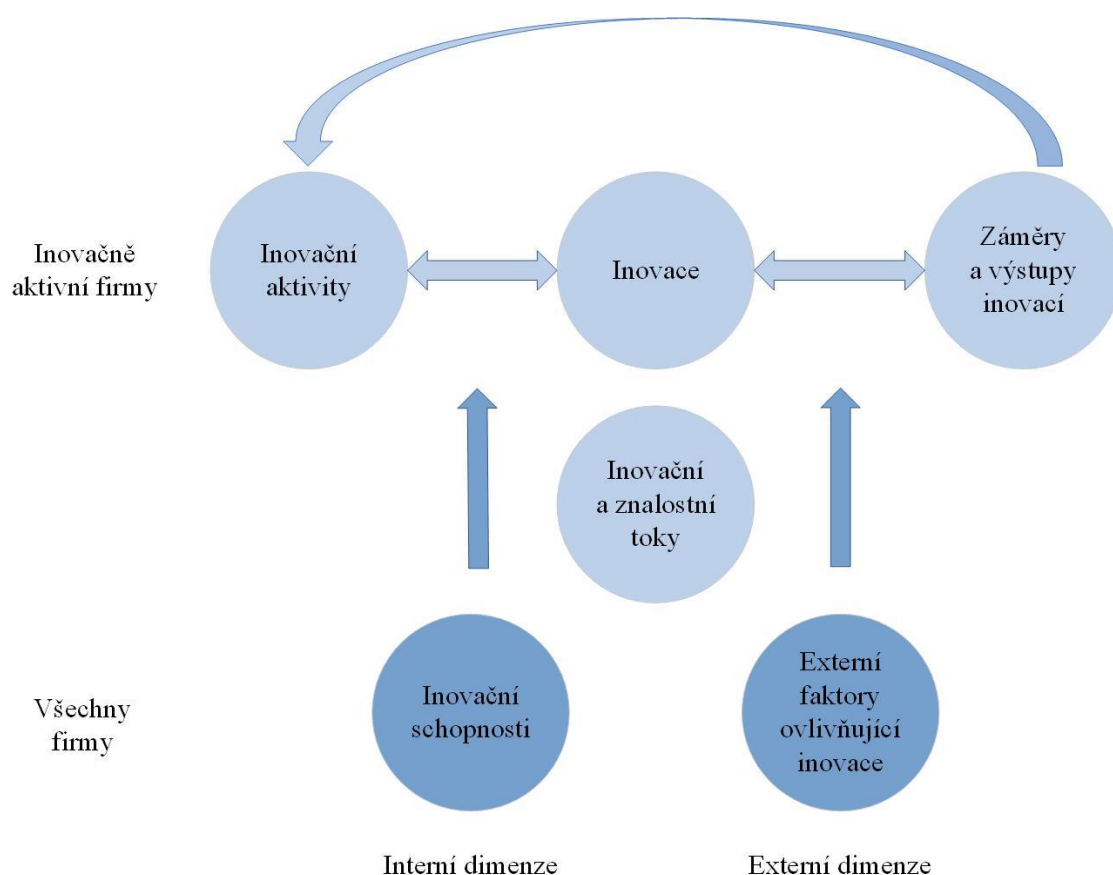 Inovačně
aktivní firmy
Inovační
aktivity
Inovace
Záměry
a výstupy
inovací
Inovační
a znalostní
toky
Všechny
firmy
Inovační
schopnosti
Externí
faktory
ovlivňující
inovace
Interní dimenze
Externí dimenze